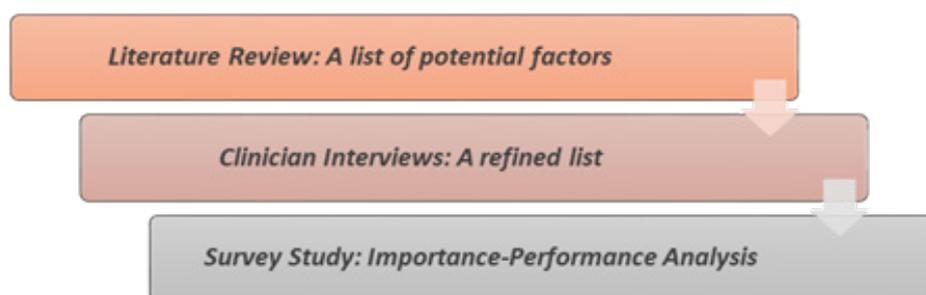 Literature Review: A list of potential factors
Clinician Interviews: A refined list
Survey Study: Importance-Performance Analysis